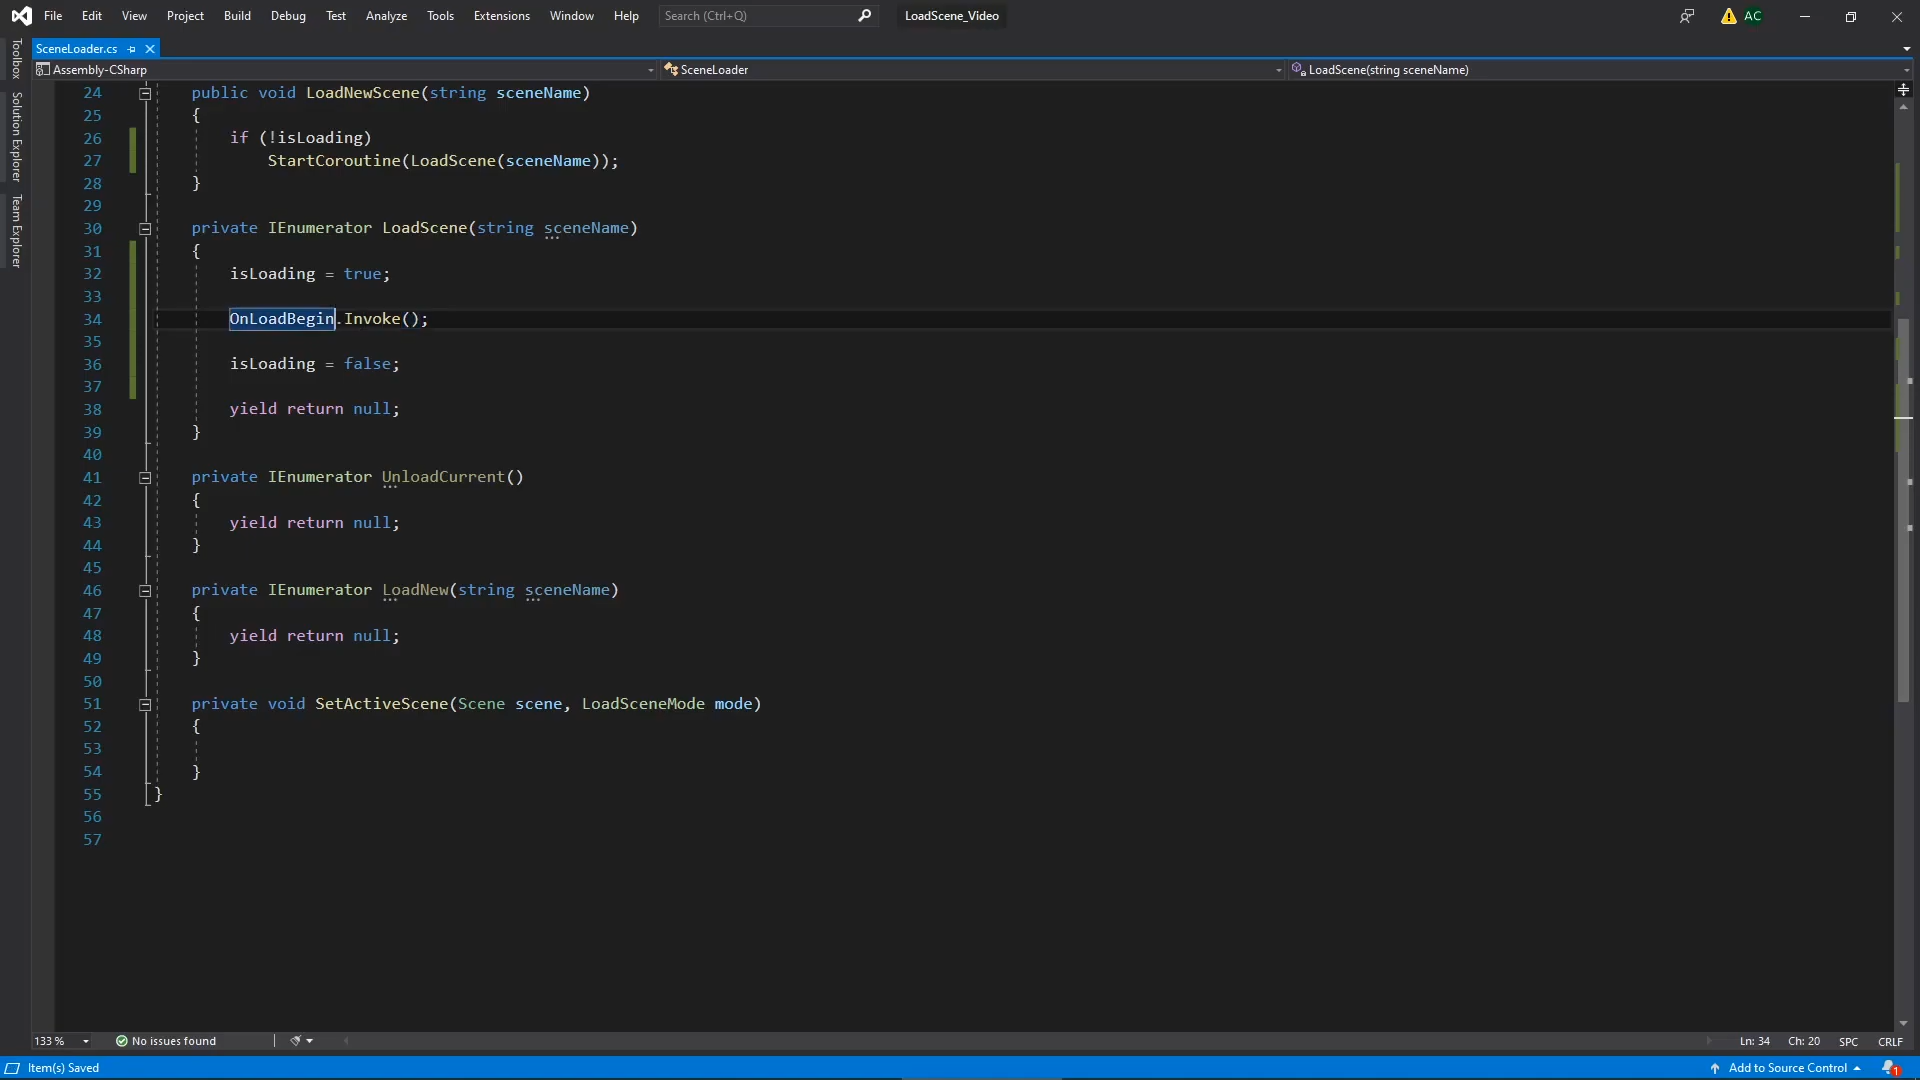 File Edit View Project Build Debug Test Analyze Tools Extensions Window Help Search (Ctrl+Q) LoadScene_Video AC
SceneLoader.cs
Assembly-CSharp SceneLoader LoadScene(string sceneName)
Toolbox
Solution Explorer
Team Explorer
24 public void LoadNewScene(string sceneName)
25 {
26 if (!isLoading)
27 StartCoroutine(LoadScene(sceneName));
28 }
29
30 private IEnumerator LoadScene(string sceneName)
31 {
32 isLoading = true;
33
34 OnLoadBegin.Invoke();
35
36 isLoading = false;
37
38 yield return null;
39 }
40
41 private IEnumerator UnloadCurrent()
42 {
43 yield return null;
44 }
45
46 private IEnumerator LoadNew(string sceneName)
47 {
48 yield return null;
49 }
50
51 private void SetActiveScene(Scene scene, LoadSceneMode mode)
52 {
53
54 }
55 }
56
57
133 % No issues found Ln: 34 Ch: 20 SPC CRLF
Item(s) Saved Add to Source Control 1